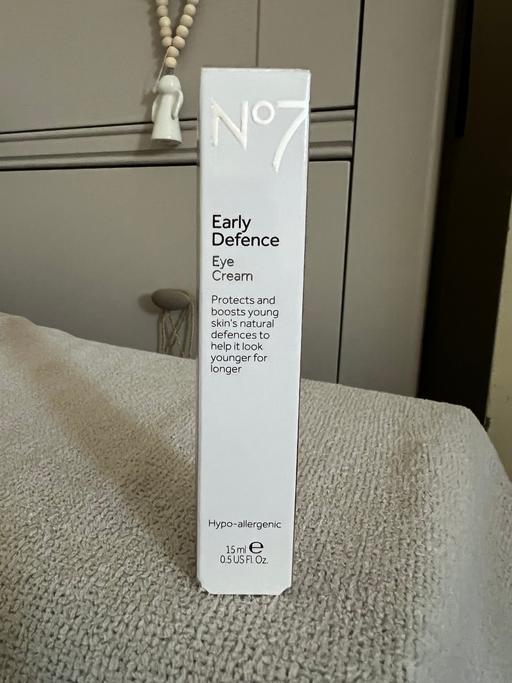 No7
Early
Defence
Eye
Cream
Protects and
boosts young
skin's natural
defences to
help it look
younger for
longer
Hypo-allergenic
15 ml e
0.5 US Fl. Oz.